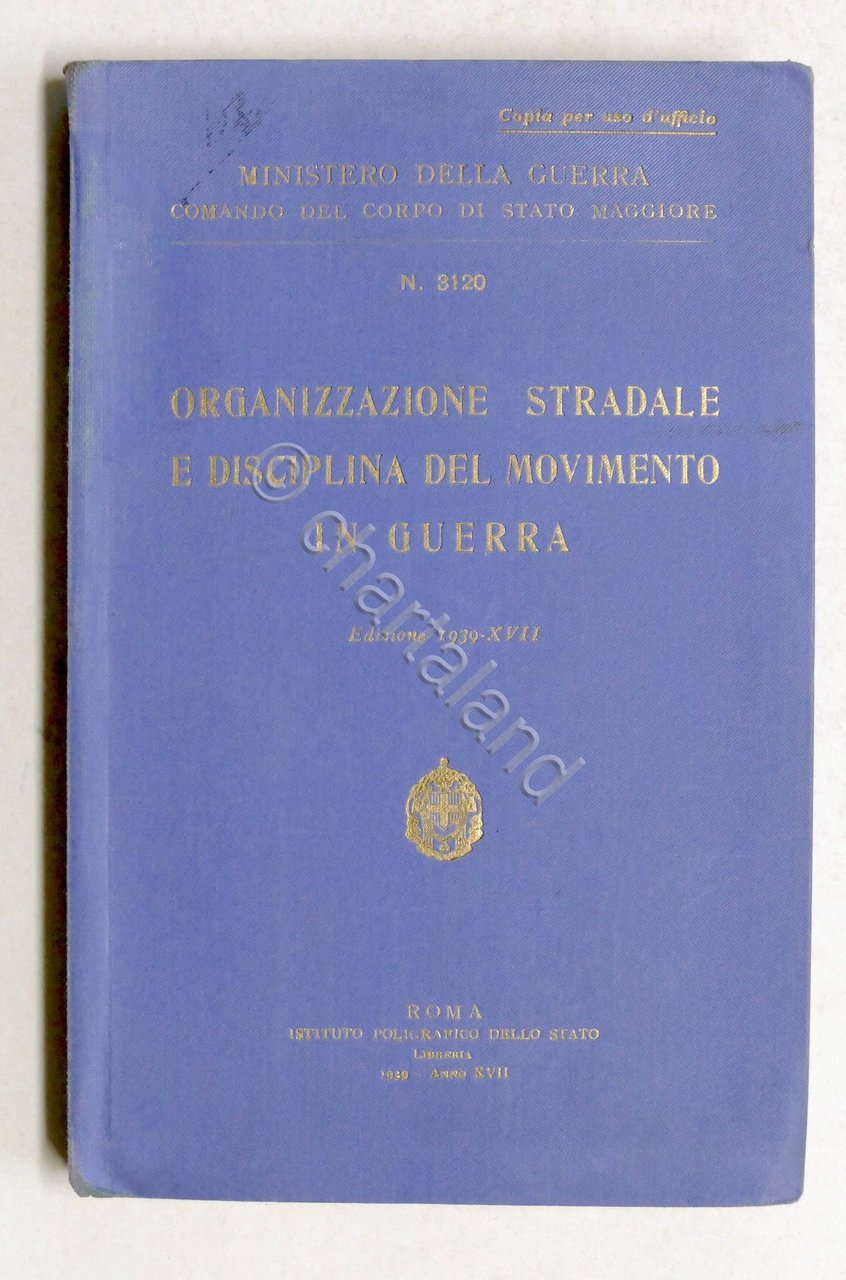 Copia per uso d'ufficio
MINISTERO DELLA GUERRA
COMANDO DEL CORPO DI STATO MAGGIORE
N. 3120
ORGANIZZAZIONE STRADALE
E DISCIPLINA DEL MOVIMENTO
IN GUERRA
Edizione 1939-XVII
© chartaland
ROMA
ISTITUTO POLIGRAFICO DELLO STATO
LIBRERIA
1939 ANNO XVII